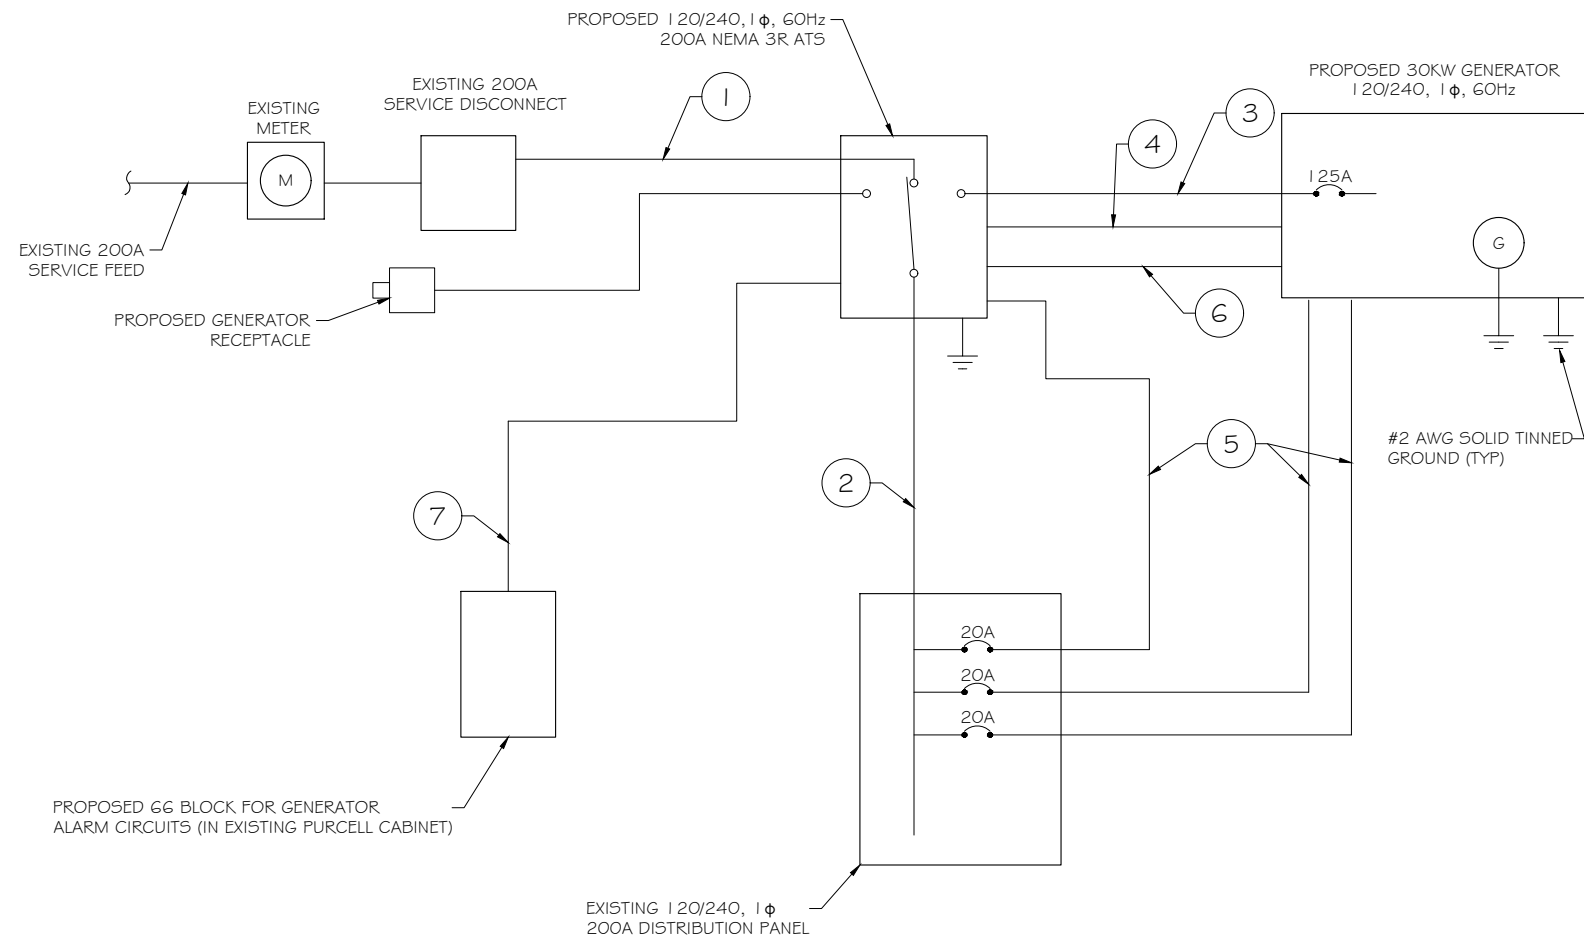 PROPOSED 120/240, 1ϕ, 60Hz
200A NEMA 3R ATS
EXISTING 200A
SERVICE DISCONNECT
1
EXISTING
METER
M
EXISTING 200A
SERVICE FEED
PROPOSED GENERATOR
RECEPTACLE
PROPOSED 30KW GENERATOR
120/240, 1ϕ, 60Hz
3
4
125A
G
6
#2 AWG SOLID TINNED
GROUND (TYP)
5
2
7
20A
20A
20A
PROPOSED 66 BLOCK FOR GENERATOR
ALARM CIRCUITS (IN EXISTING PURCELL CABINET)
EXISTING 120/240, 1ϕ
200A DISTRIBUTION PANEL